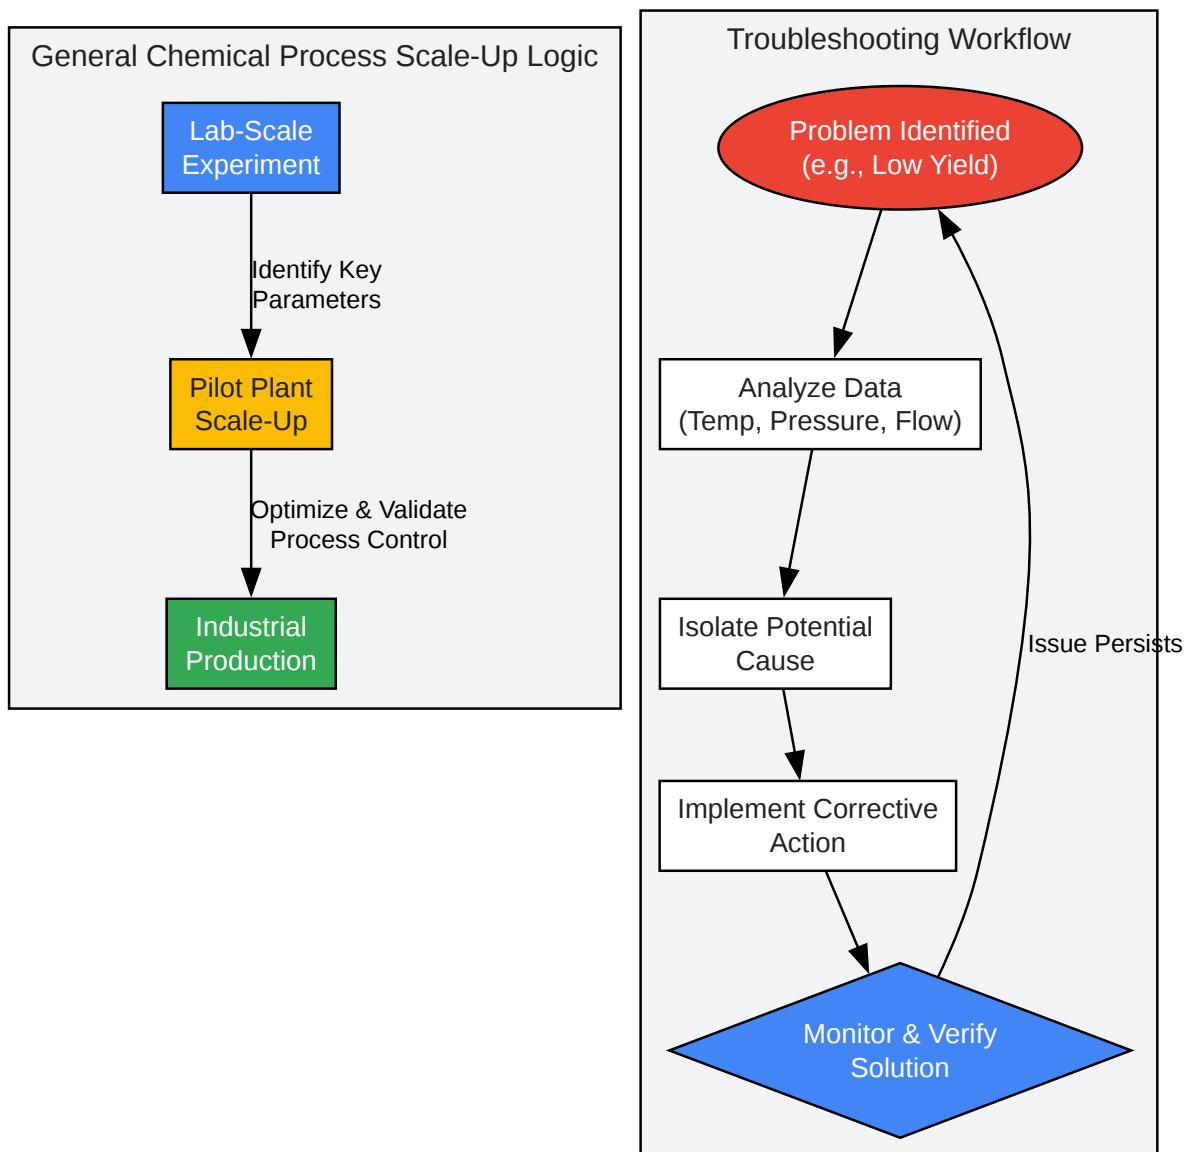 General Chemical Process Scale-Up Logic
Lab-Scale
Experiment
Identify Key
Parameters
Pilot Plant
Scale-Up
Optimize & Validate
Process Control
Industrial
Production
Troubleshooting Workflow
Problem Identified
(e.g., Low Yield)
Analyze Data
(Temp, Pressure, Flow)
Isolate Potential
Cause
Issue Persists
Implement Corrective
Action
Monitor & Verify
Solution